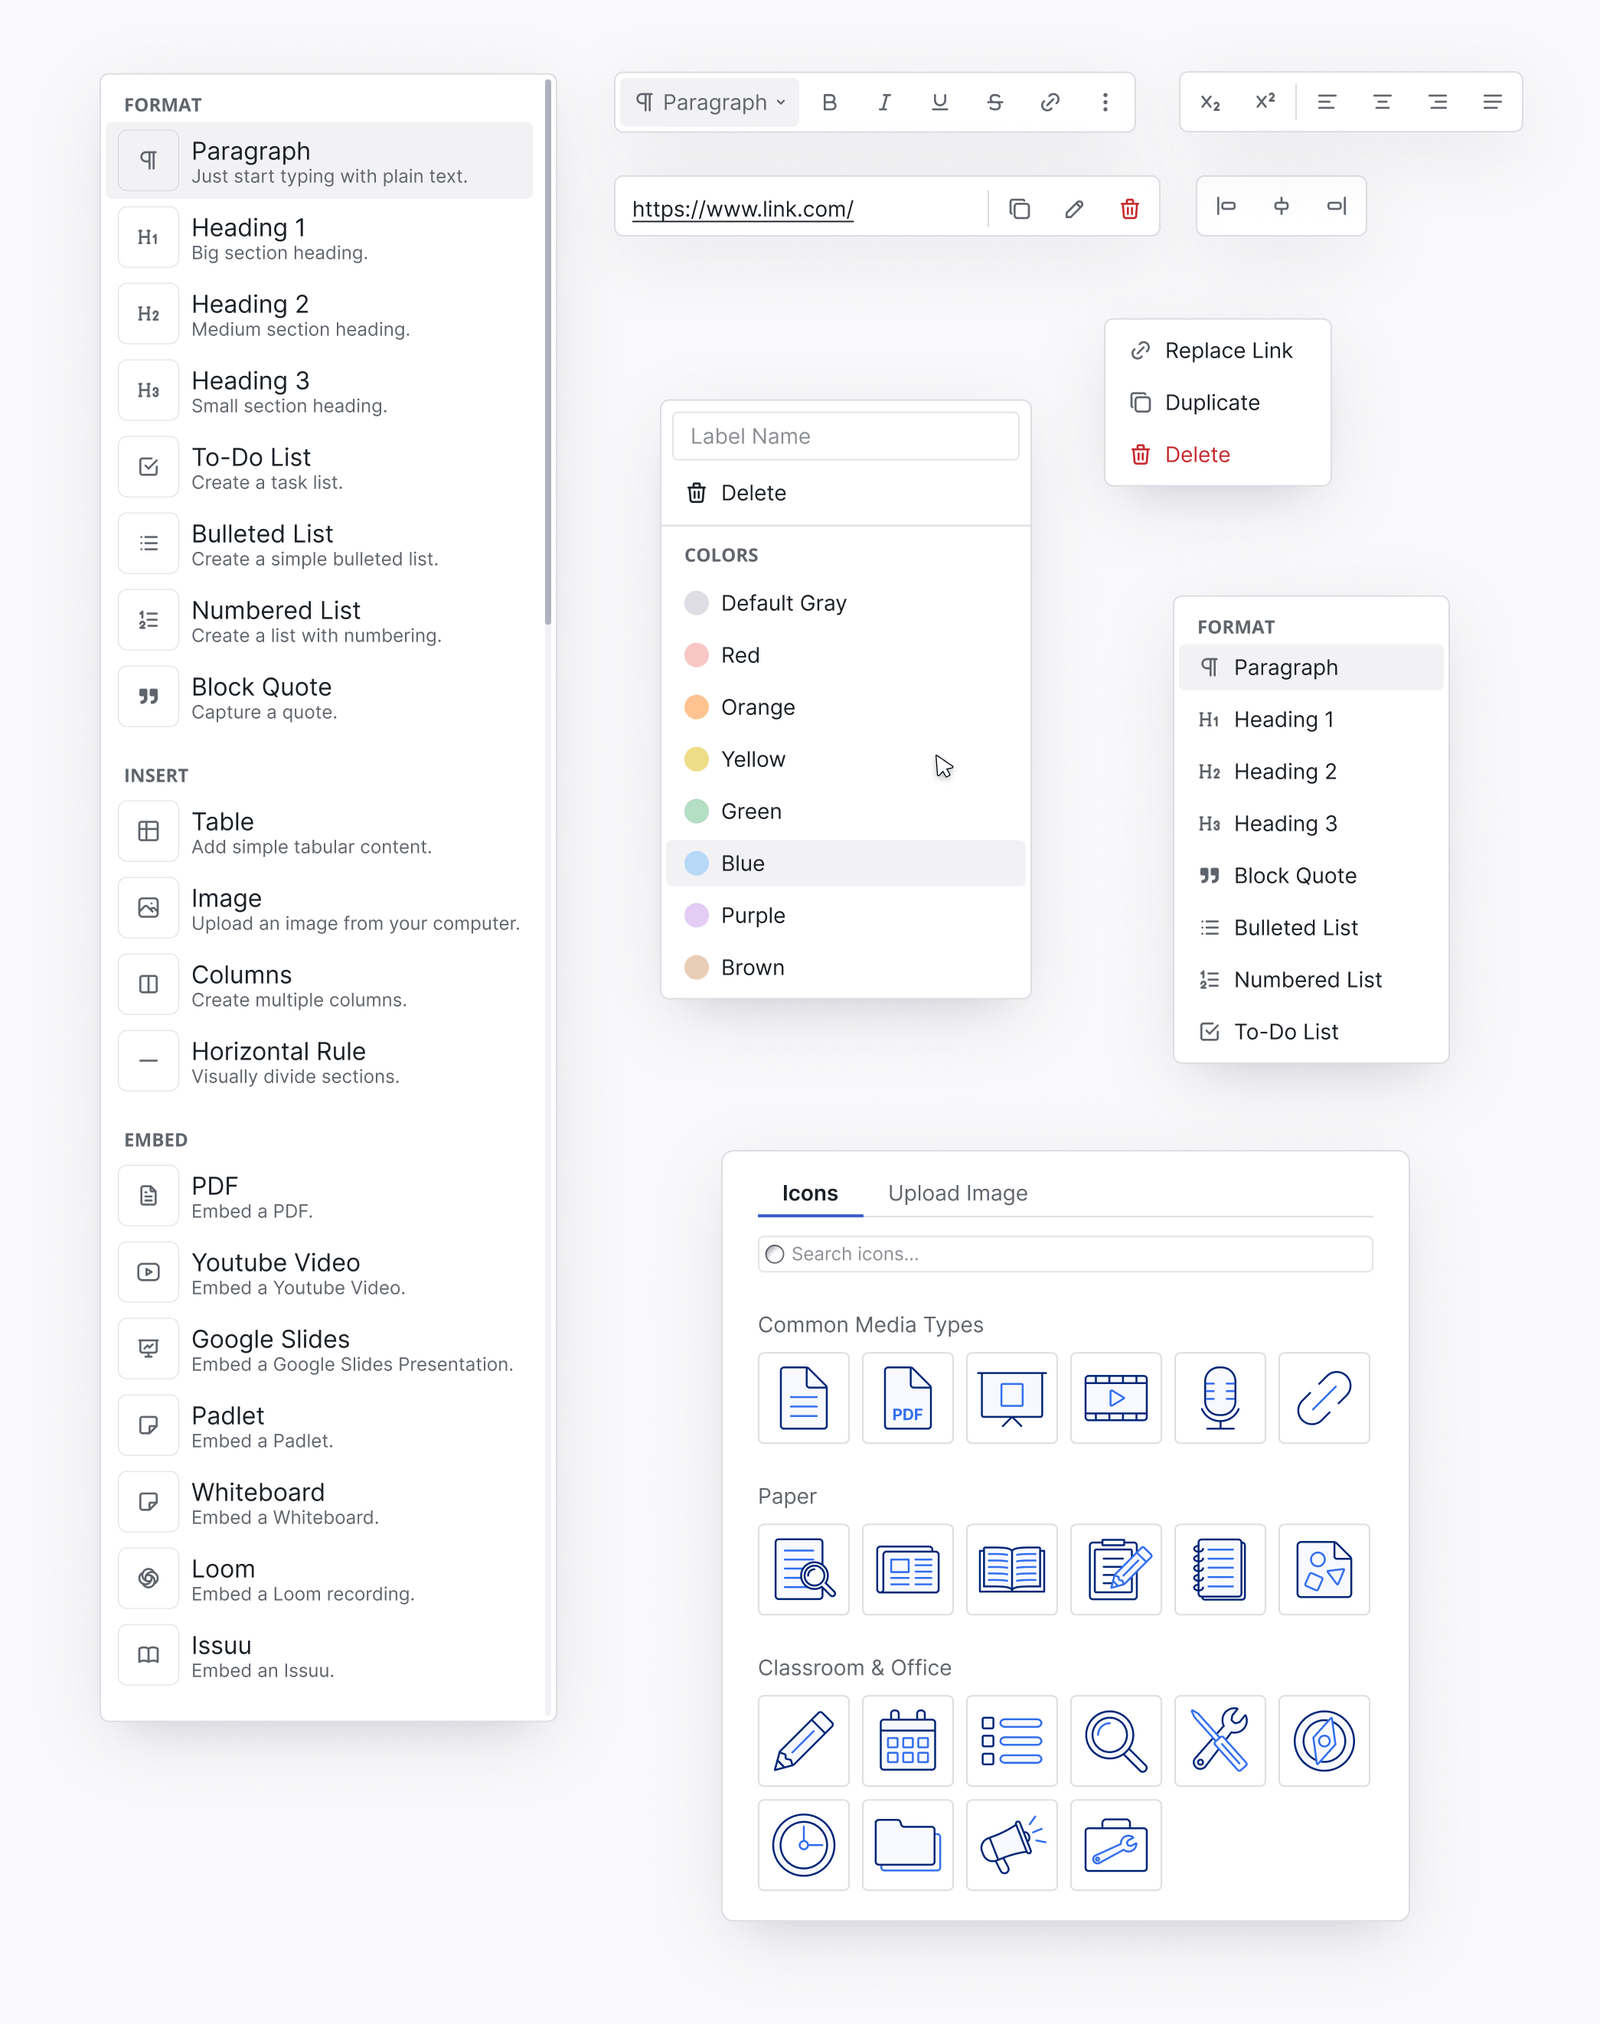 FORMAT
Paragraph
Just start typing with plain text.
H1
Heading 1
Big section heading.
H2
Heading 2
Medium section heading.
H3
Heading 3
Small section heading.
To-Do List
Create a task list.
Bulleted List
Create a simple bulleted list.
Numbered List
Create a list with numbering.
Block Quote
Capture a quote.
INSERT
Table
Add simple tabular content.
Image
Upload an image from your computer.
Columns
Create multiple columns.
Horizontal Rule
Visually divide sections.
EMBED
PDF
Embed a PDF.
Youtube Video
Embed a Youtube Video.
Google Slides
Embed a Google Slides Presentation.
Padlet
Embed a Padlet.
Whiteboard
Embed a Whiteboard.
Loom
Embed a Loom recording.
Issuu
Embed an Issuu.
¶ Paragraph B I U S
X₂ X²
https://www.link.com/
Replace Link
Duplicate
Delete
Label Name
Delete
COLORS
Default Gray
Red
Orange
Yellow
Green
Blue
Purple
Brown
FORMAT
¶ Paragraph
H1 Heading 1
H2 Heading 2
H3 Heading 3
Block Quote
Bulleted List
Numbered List
To-Do List
Icons Upload Image
Search icons...
Common Media Types
PDF
Paper
Classroom & Office